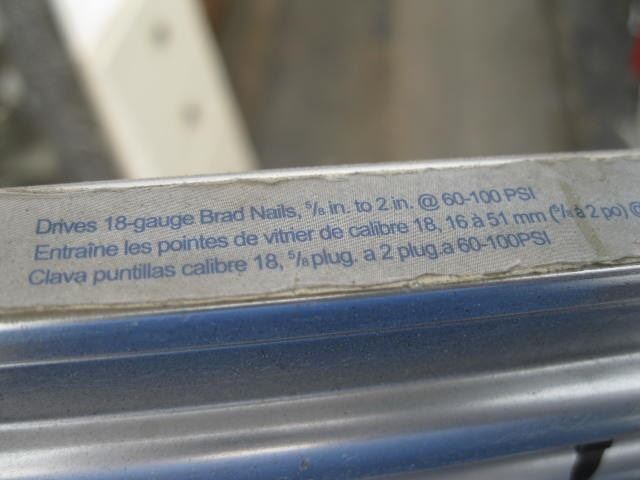 Drives 18-gauge Brad Nails, ⅝ in. to 2 in. @ 60-100 PSI
Entraîne les pointes de vitrier de calibre 18, 16 à 51 mm (⅝ à 2 po) @
Clava puntillas calibre 18, ⅝ plug. a 2 plug.a 60-100PSI